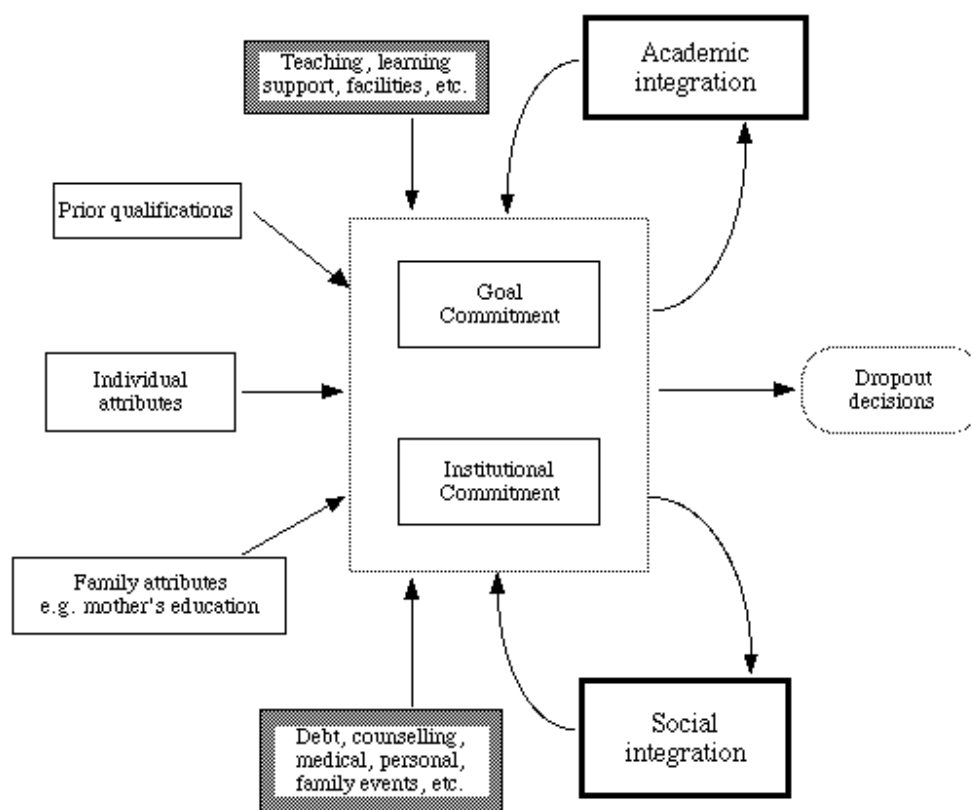 Teaching, learning
support, facilities, etc.
Academic
integration
Prior qualifications
Goal
Commitment
Individual
attributes
Dropout
decisions
Institutional
Commitment
Family attributes
e.g. mother's education
Debt, counselling,
medical, personal,
family events, etc.
Social
integration